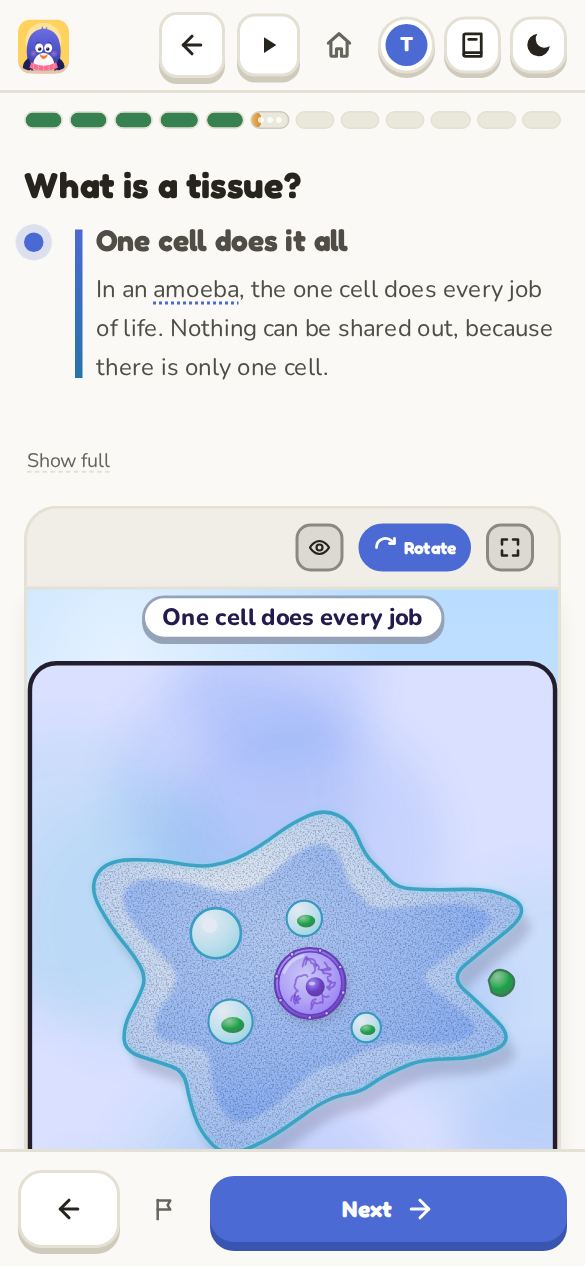 T
What is a tissue?
One cell does it all
In an amoeba, the one cell does every job
of life. Nothing can be shared out, because
there is only one cell.
Show full
Rotate
One cell does every job
Next